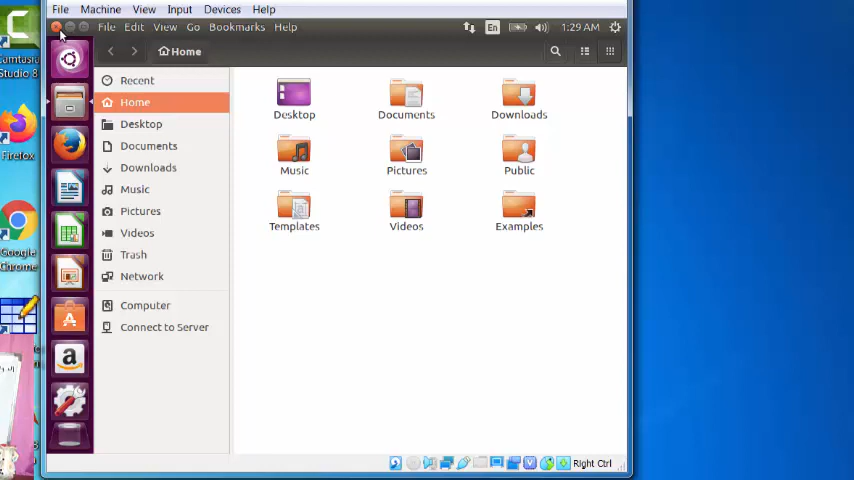 File Machine View Input Devices Help
File Edit View Go Bookmarks Help En 1:29 AM
Home
Studio 8
Firefox
Google
Chrome
Recent
Home
Desktop
Documents
Downloads
Music
Pictures
Videos
Trash
Network
Computer
Connect to Server
Desktop Documents Downloads
Music Pictures Public
Templates Videos Examples
Right Ctrl